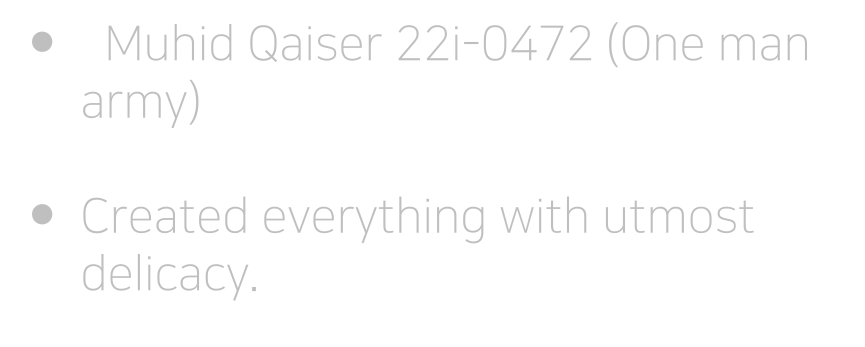 • Muhid Qaiser 22i-0472 (One man
army)
• Created everything with utmost
delicacy.